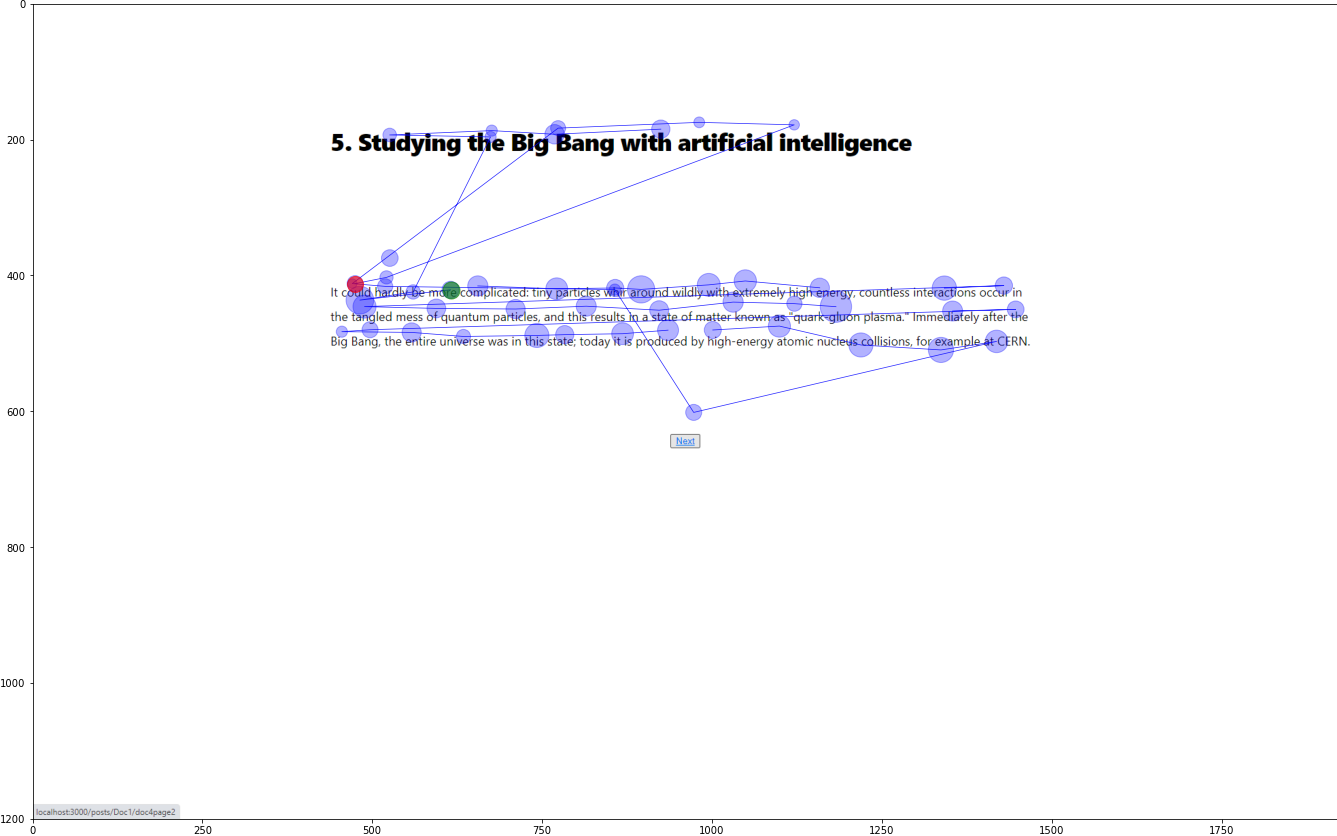 0
200
5. Studying the Big Bang with artificial intelligence
400
It could hardly be more complicated: tiny particles whir around wildly with extremely high energy, countless interactions occur in
the tangled mess of quantum particles, and this results in a state of matter known as "quark-gluon plasma." Immediately after the
Big Bang, the entire universe was in this state; today it is produced by high-energy atomic nucleus collisions, for example at CERN.
600
Next
800
1000
localhost:3000/posts/Doc1/doc4page2
1200
0 250 500 750 1000 1250 1500 1750